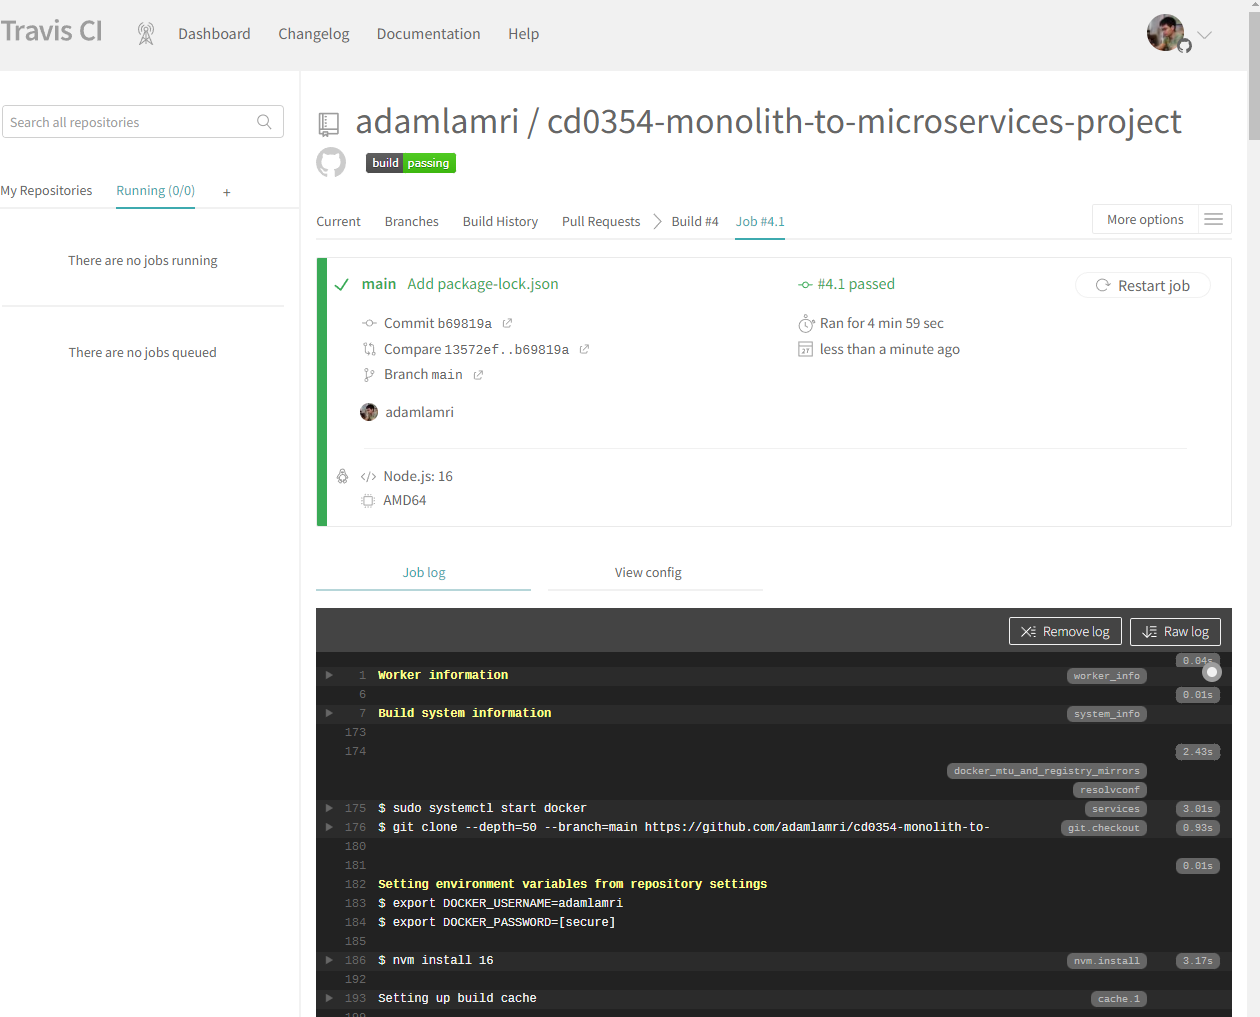 Travis CI
Dashboard Changelog Documentation Help
Search all repositories
My Repositories Running (0/0) +
There are no jobs running
There are no jobs queued
adamlamri / cd0354-monolith-to-microservices-project
build passing
Current Branches Build History Pull Requests Build #4 Job #4.1
More options
main Add package-lock.json
#4.1 passed
Restart job
Commit b69819a
Ran for 4 min 59 sec
Compare 13572ef..b69819a
27 less than a minute ago
Branch main
adamlamri
</> Node.js: 16
AMD64
Job log View config
Remove log Raw log
0.04s
1 Worker information worker_info
6 0.01s
7 Build system information system_info
173
174 2.43s
docker_mtu_and_registry_mirrors
resolvconf
175 $ sudo systemctl start docker services 3.01s
176 $ git clone --depth=50 --branch=main https://github.com/adamlamri/cd0354-monolith-to- git.checkout 0.93s
180
181 0.01s
182 Setting environment variables from repository settings
183 $ export DOCKER_USERNAME=adamlamri
184 $ export DOCKER_PASSWORD=[secure]
185
186 $ nvm install 16 nvm.install 3.17s
192
193 Setting up build cache cache.1